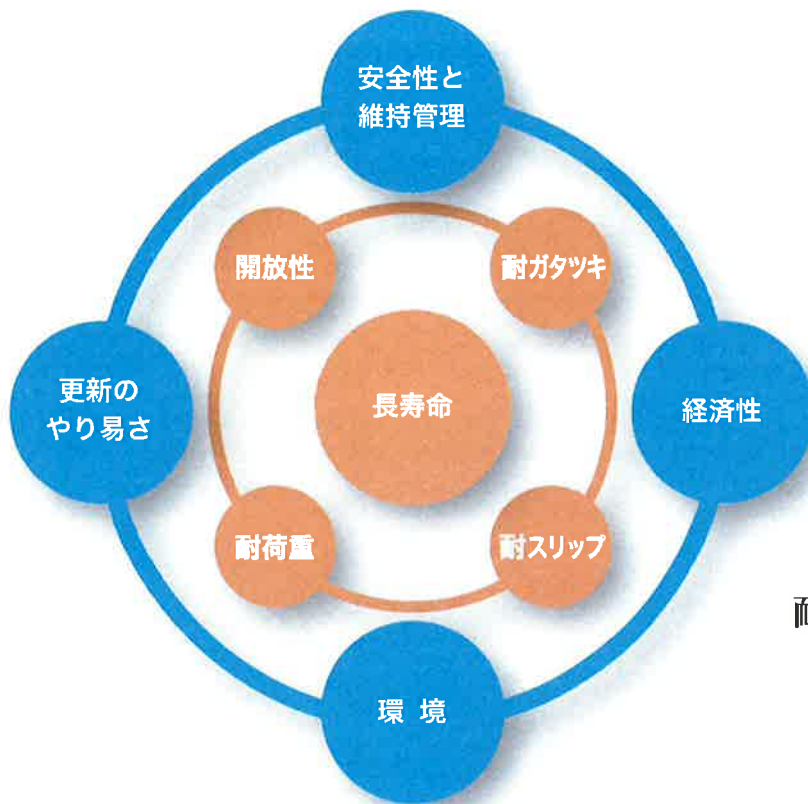 安全性と
維持管理
開放性
耐ガタツキ
更新の
やり易さ
長寿命
経済性
耐荷重
耐スリップ
環 境